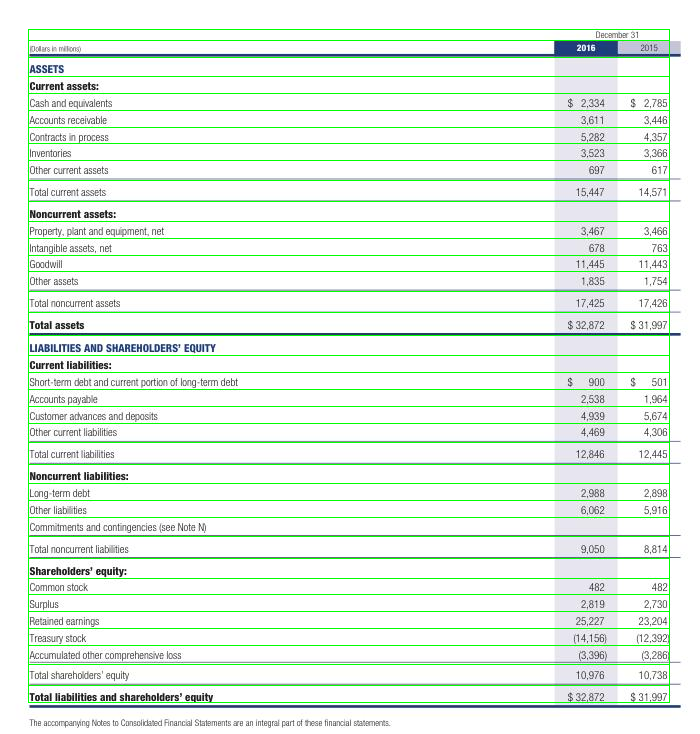 December 31
(Dollars in millions) 2016 2015
ASSETS
Current assets:
Cash and equivalents $ 2,334 $ 2,785
Accounts receivable 3,611 3,446
Contracts in process 5,282 4,357
Inventories 3,523 3,366
Other current assets 697 617
Total current assets 15,447 14,571
Noncurrent assets:
Property, plant and equipment, net 3,467 3,466
Intangible assets, net 678 763
Goodwill 11,445 11,443
Other assets 1,835 1,754
Total noncurrent assets 17,425 17,426
Total assets $ 32,872 $ 31,997
LIABILITIES AND SHAREHOLDERS' EQUITY
Current liabilities:
Short-term debt and current portion of long-term debt $ 900 $ 501
Accounts payable 2,538 1,964
Customer advances and deposits 4,939 5,674
Other current liabilities 4,469 4,306
Total current liabilities 12,846 12,445
Noncurrent liabilities:
Long-term debt 2,988 2,898
Other liabilities 6,062 5,916
Commitments and contingencies (see Note N)
Total noncurrent liabilities 9,050 8,814
Shareholders' equity:
Common stock 482 482
Surplus 2,819 2,730
Retained earnings 25,227 23,204
Treasury stock (14,156) (12,392)
Accumulated other comprehensive loss (3,396) (3,286)
Total shareholders' equity 10,976 10,738
Total liabilities and shareholders' equity $ 32,872 $ 31,997
The accompanying Notes to Consolidated Financial Statements are an integral part of these financial statements.